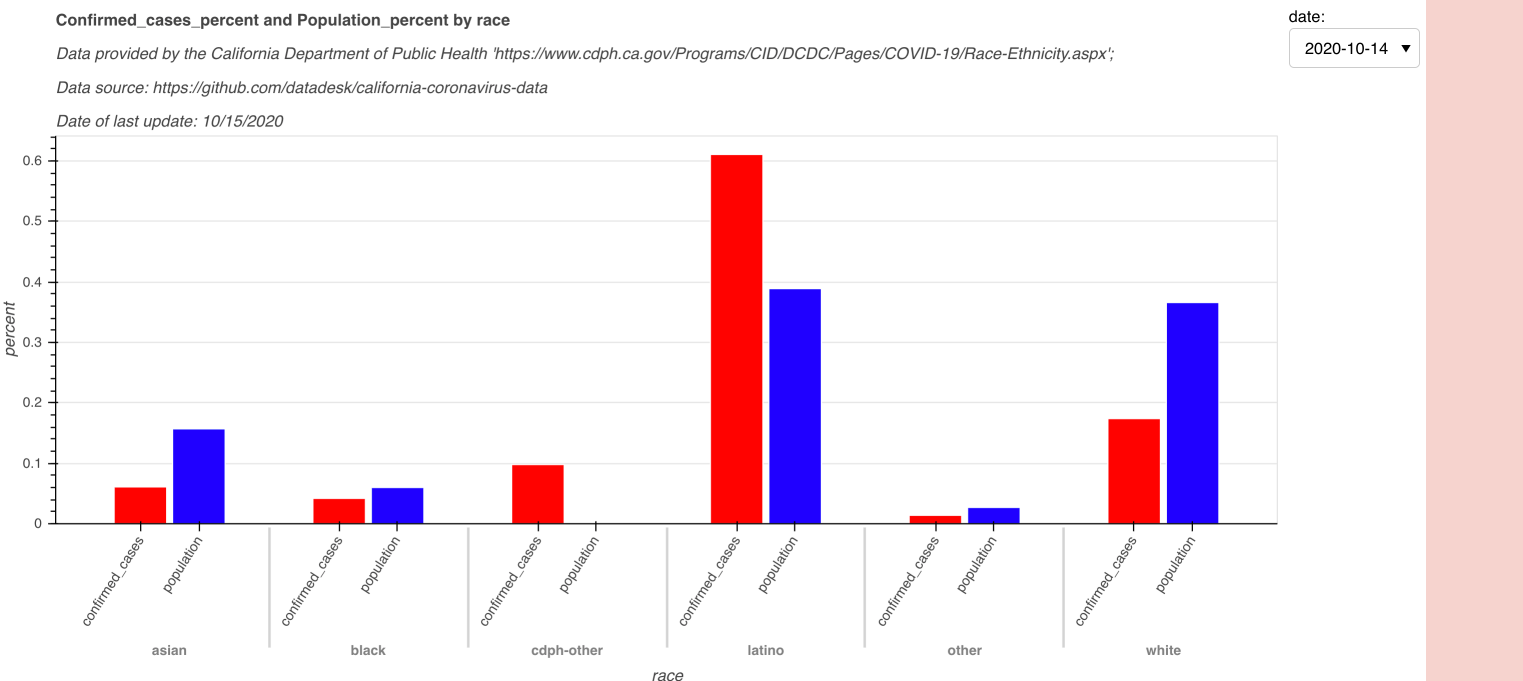 Confirmed_cases_percent and Population_percent by race
date:
Data provided by the California Department of Public Health 'https://www.cdph.ca.gov/Programs/CID/DCDC/Pages/COVID-19/Race-Ethnicity.aspx';
2020-10-14 ▼
Data source: https://github.com/datadesk/california-coronavirus-data
Date of last update: 10/15/2020
percent
0.6
0.5
0.4
0.3
0.2
0.1
0
confirmed_cases
population
confirmed_cases
population
confirmed_cases
population
confirmed_cases
population
confirmed_cases
population
confirmed_cases
population
asian
black
cdph-other
latino
other
white
race